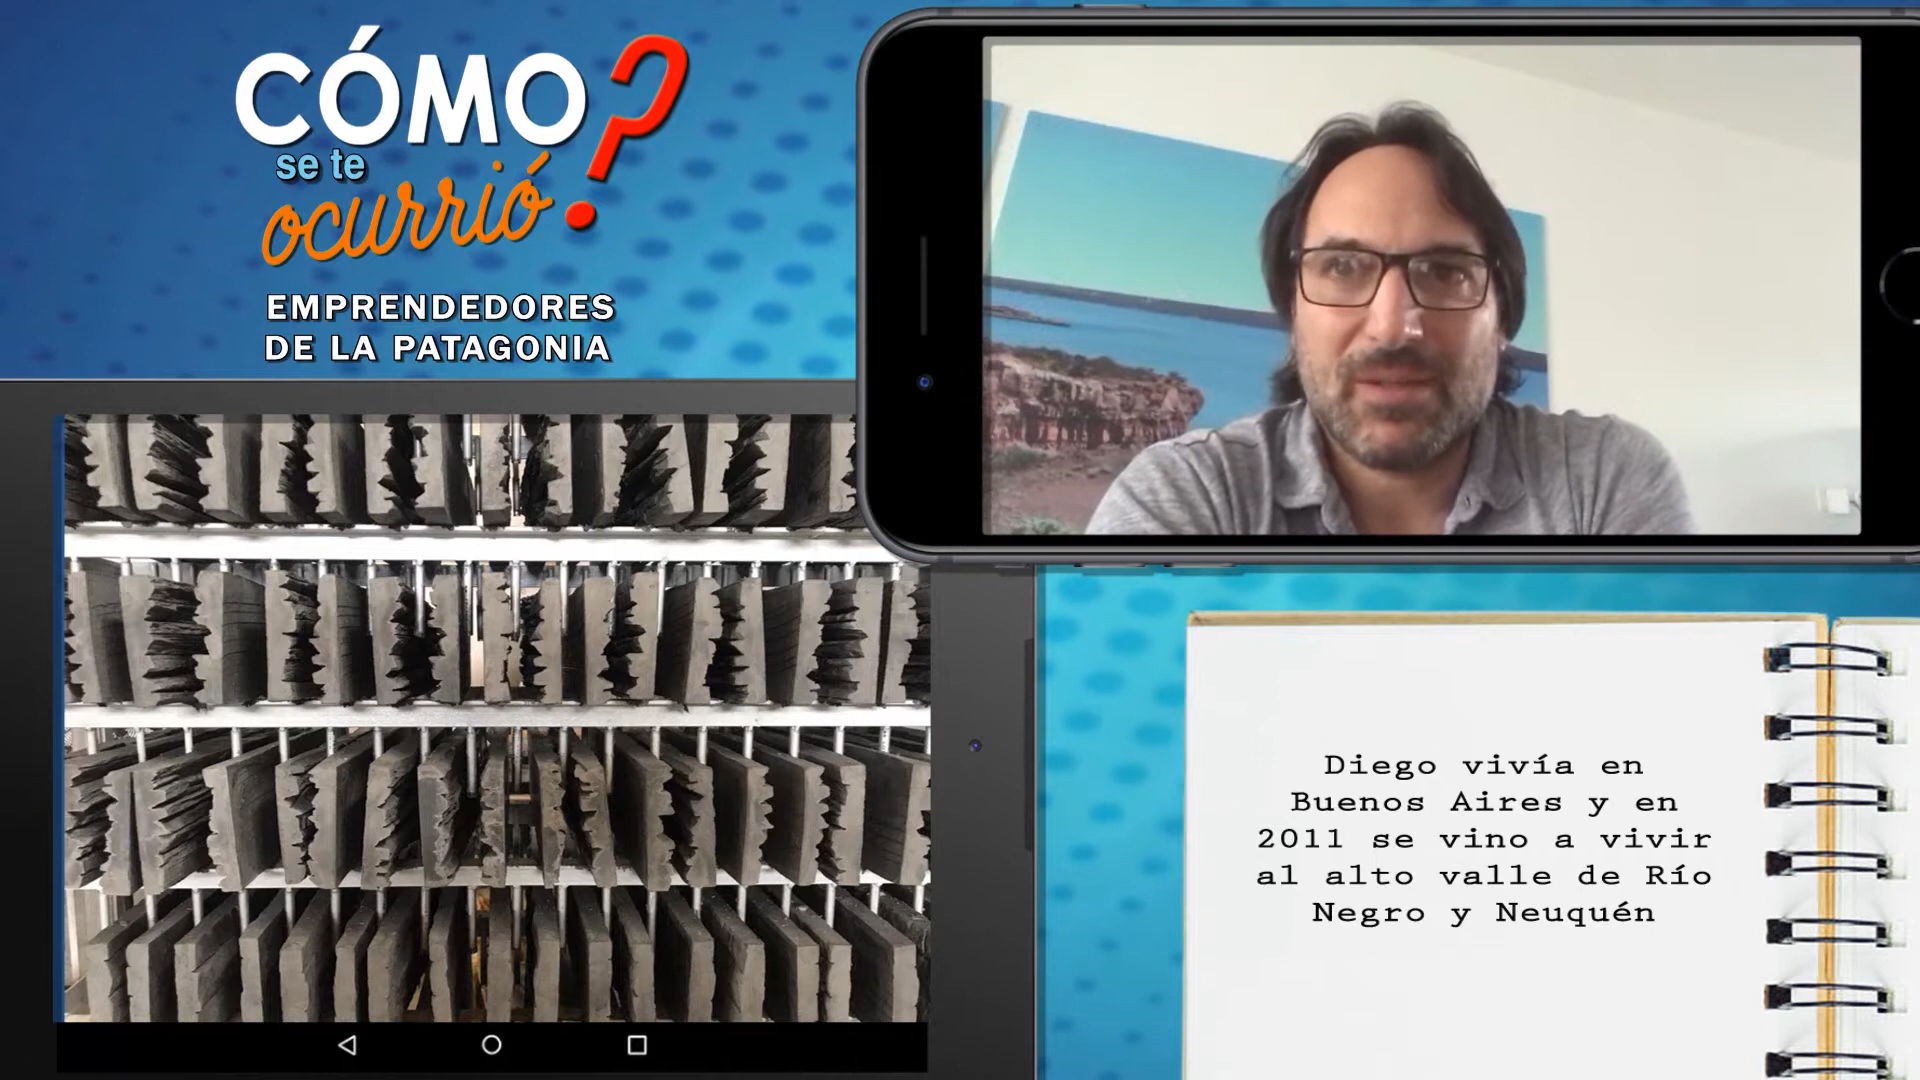 CÓMO?
se te
ocurrió
EMPRENDEDORES
DE LA PATAGONIA
Diego vivía en
Buenos Aires y en
2011 se vino a vivir
al alto valle de Río
Negro y Neuquén